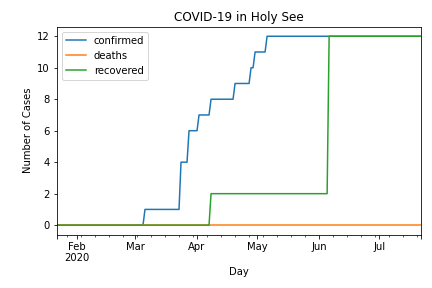 COVID-19 in Holy See
confirmed
deaths
recovered
Number of Cases
12
10
8
6
4
2
0
Feb Mar Apr May Jun Jul
2020
Day